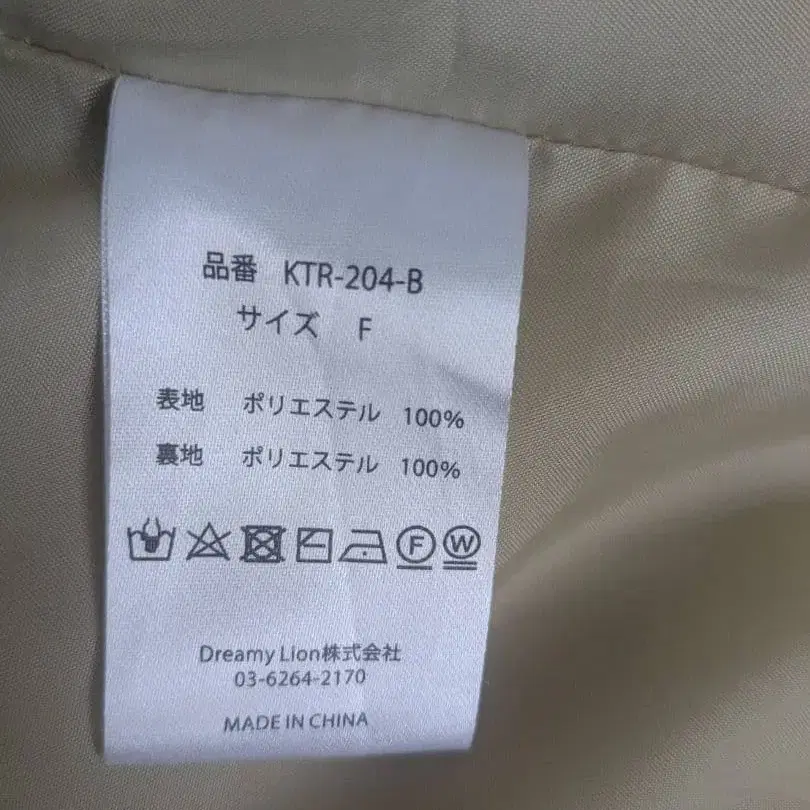 品番 KTR-204-B
サイズ F
表地 ポリエステル 100%
裏地 ポリエステル 100%
F W
Dreamy Lion株式会社
03-6264-2170
MADE IN CHINA